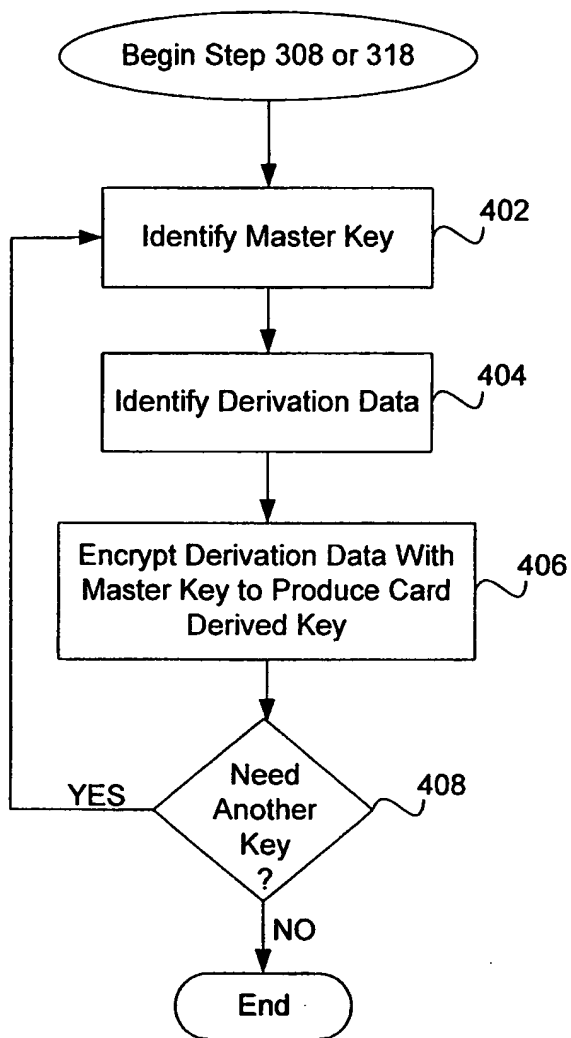 Begin Step 308 or 318
402
Identify Master Key
404
Identify Derivation Data
Encrypt Derivation Data With
Master Key to Produce Card
Derived Key
406
Need
Another
Key
?
408
YES
NO
End